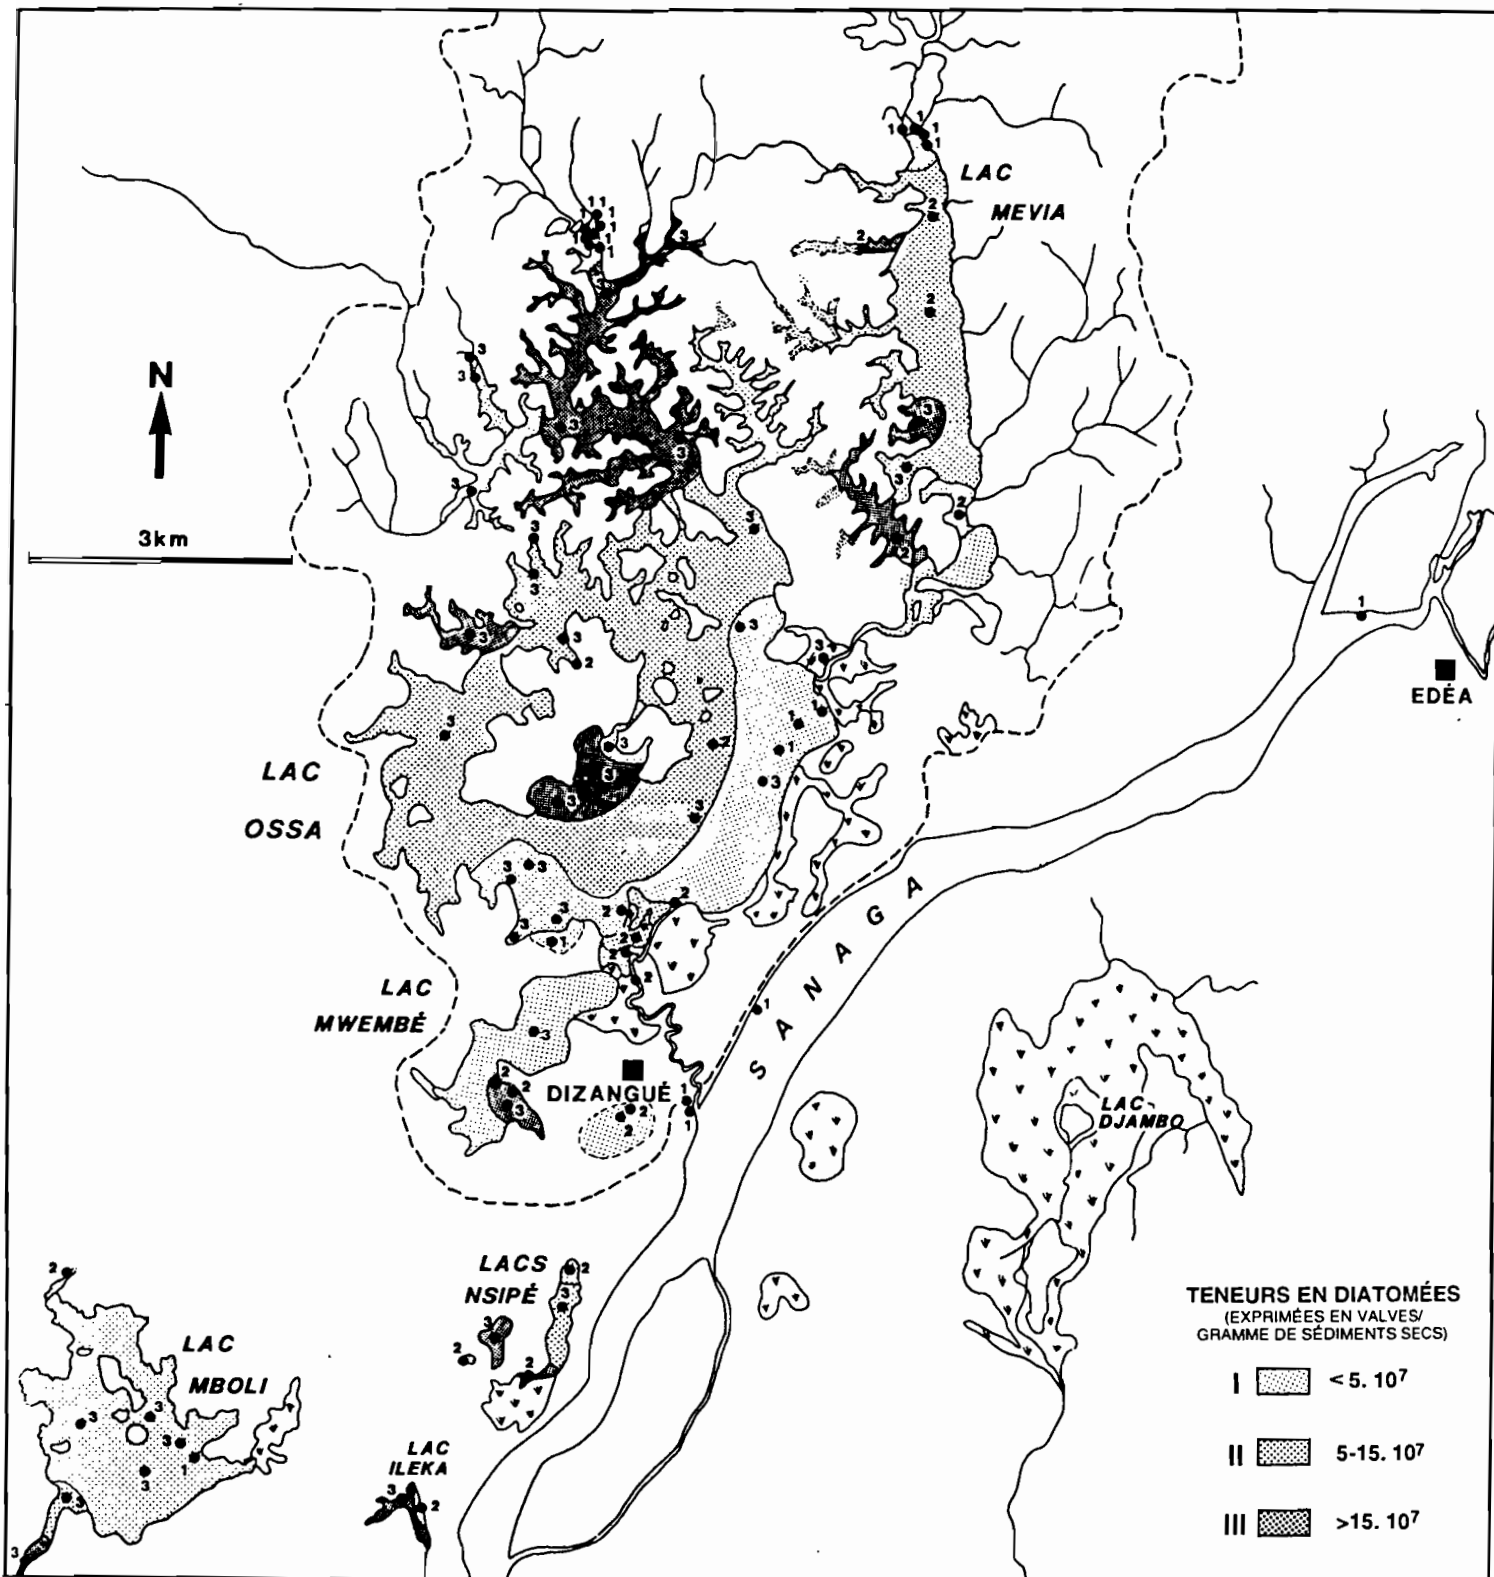 LAC
MEVIA
N
3km
LAC
OSSA
EDÉA
LAC
MWEMBÉ
SANAGA
DIZANGUÉ
LAC
DJAMBO
LACS
NSIPÉ
LAC
MBOLI
LAC
ILEKA
TENEURS EN DIATOMÉES
(EXPRIMÉES EN VALVES/
GRAMME DE SÉDIMENTS SECS)
I < 5. 10⁷
II 5-15. 10⁷
III >15. 10⁷